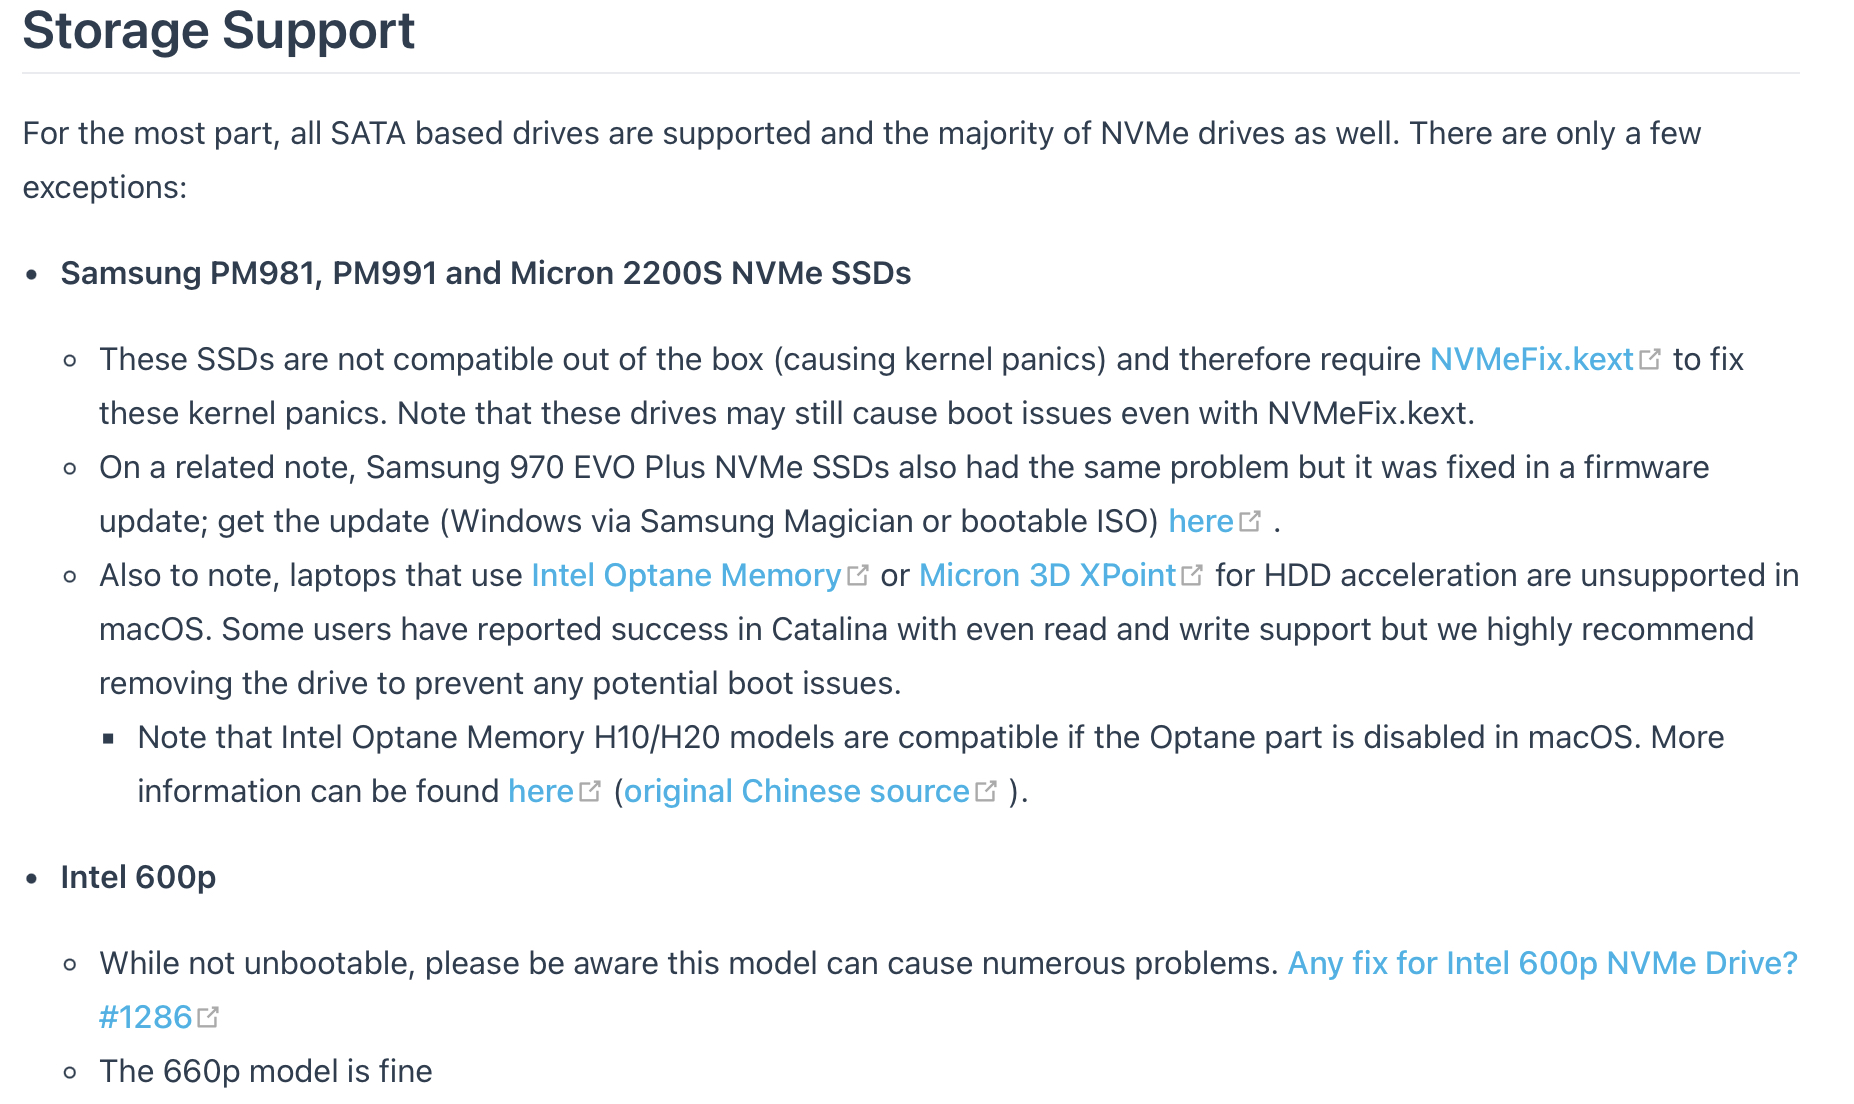 Storage Support
For the most part, all SATA based drives are supported and the majority of NVMe drives as well. There are only a few
exceptions:
• Samsung PM981, PM991 and Micron 2200S NVMe SSDs
◦ These SSDs are not compatible out of the box (causing kernel panics) and therefore require NVMeFix.kext to fix
these kernel panics. Note that these drives may still cause boot issues even with NVMeFix.kext.
◦ On a related note, Samsung 970 EVO Plus NVMe SSDs also had the same problem but it was fixed in a firmware
update; get the update (Windows via Samsung Magician or bootable ISO) here .
◦ Also to note, laptops that use Intel Optane Memory or Micron 3D XPoint for HDD acceleration are unsupported in
macOS. Some users have reported success in Catalina with even read and write support but we highly recommend
removing the drive to prevent any potential boot issues.
▪ Note that Intel Optane Memory H10/H20 models are compatible if the Optane part is disabled in macOS. More
information can be found here (original Chinese source ).
• Intel 600p
◦ While not unbootable, please be aware this model can cause numerous problems. Any fix for Intel 600p NVMe Drive?
#1286
◦ The 660p model is fine